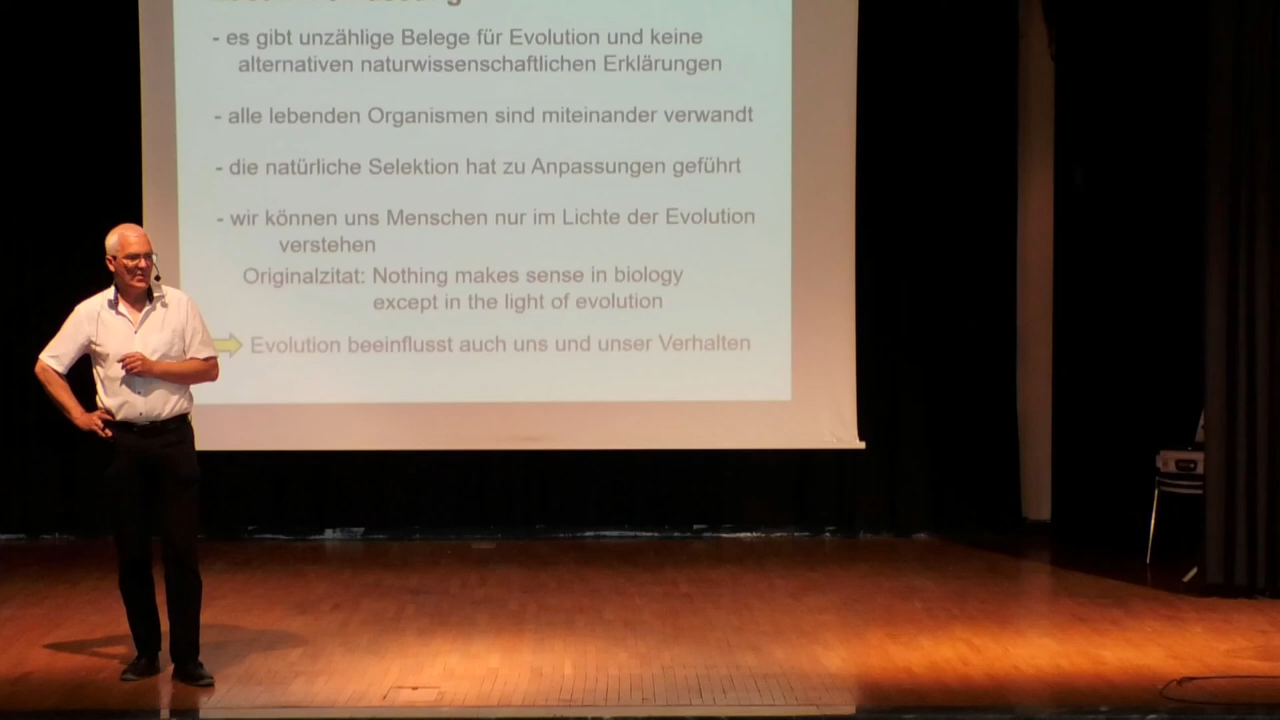 - es gibt unzählige Belege für Evolution und keine
alternativen naturwissenschaftlichen Erklärungen
- alle lebenden Organismen sind miteinander verwandt
- die natürliche Selektion hat zu Anpassungen geführt
- wir können uns Menschen nur im Lichte der Evolution
verstehen
Originalzitat: Nothing makes sense in biology
except in the light of evolution
Evolution beeinflusst auch uns und unser Verhalten